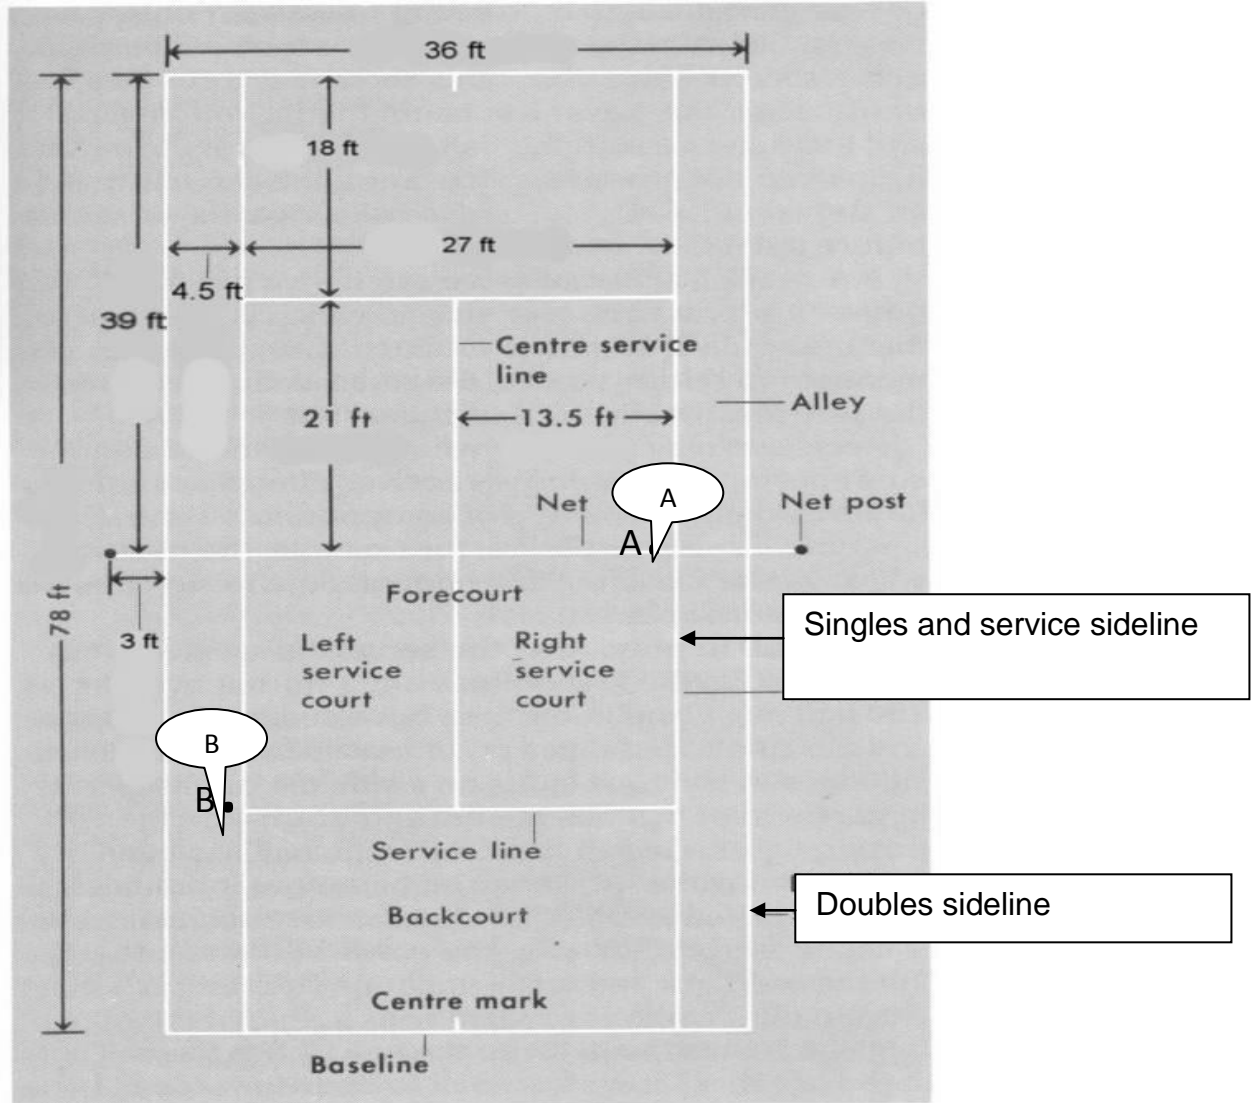 36 ft
18 ft
27 ft
4.5 ft
39 ft
Centre service
line
Alley
21 ft
13.5 ft
A
Net
Net post
A
Forecourt
78 ft
3 ft
Left
service
court
Right
service
court
Singles and service sideline
B
B
Service line
Doubles sideline
Backcourt
Centre mark
Baseline